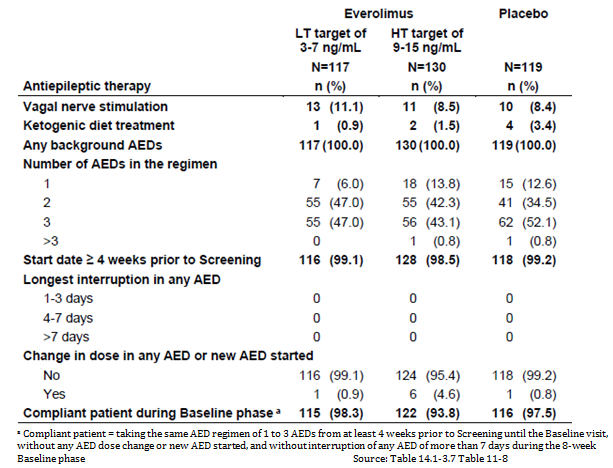 Everolimus Placebo
LT target of HT target of
3-7 ng/mL 9-15 ng/mL
N=117 N=130 N=119
Antiepileptic therapy n (%) n (%) n (%)
Vagal nerve stimulation 13 (11.1) 11 (8.5) 10 (8.4)
Ketogenic diet treatment 1 (0.9) 2 (1.5) 4 (3.4)
Any background AEDs 117 (100.0) 130 (100.0) 119 (100.0)
Number of AEDs in the regimen
1 7 (6.0) 18 (13.8) 15 (12.6)
2 55 (47.0) 55 (42.3) 41 (34.5)
3 55 (47.0) 56 (43.1) 62 (52.1)
>3 0 1 (0.8) 1 (0.8)
Start date ≥ 4 weeks prior to Screening 116 (99.1) 128 (98.5) 118 (99.2)
Longest interruption in any AED
1-3 days 0 0 0
4-7 days 0 0 0
>7 days 0 0 0
Change in dose in any AED or new AED started
No 116 (99.1) 124 (95.4) 118 (99.2)
Yes 1 (0.9) 6 (4.6) 1 (0.8)
Compliant patient during Baseline phase ᵃ 115 (98.3) 122 (93.8) 116 (97.5)
ᵃ Compliant patient = taking the same AED regimen of 1 to 3 AEDs from at least 4 weeks prior to Screening until the Baseline visit,
without any AED dose change or new AED started, and without interruption of any AED of more than 7 days during the 8-week
Baseline phase Source: Table 14.1-3.7 Table 11-8